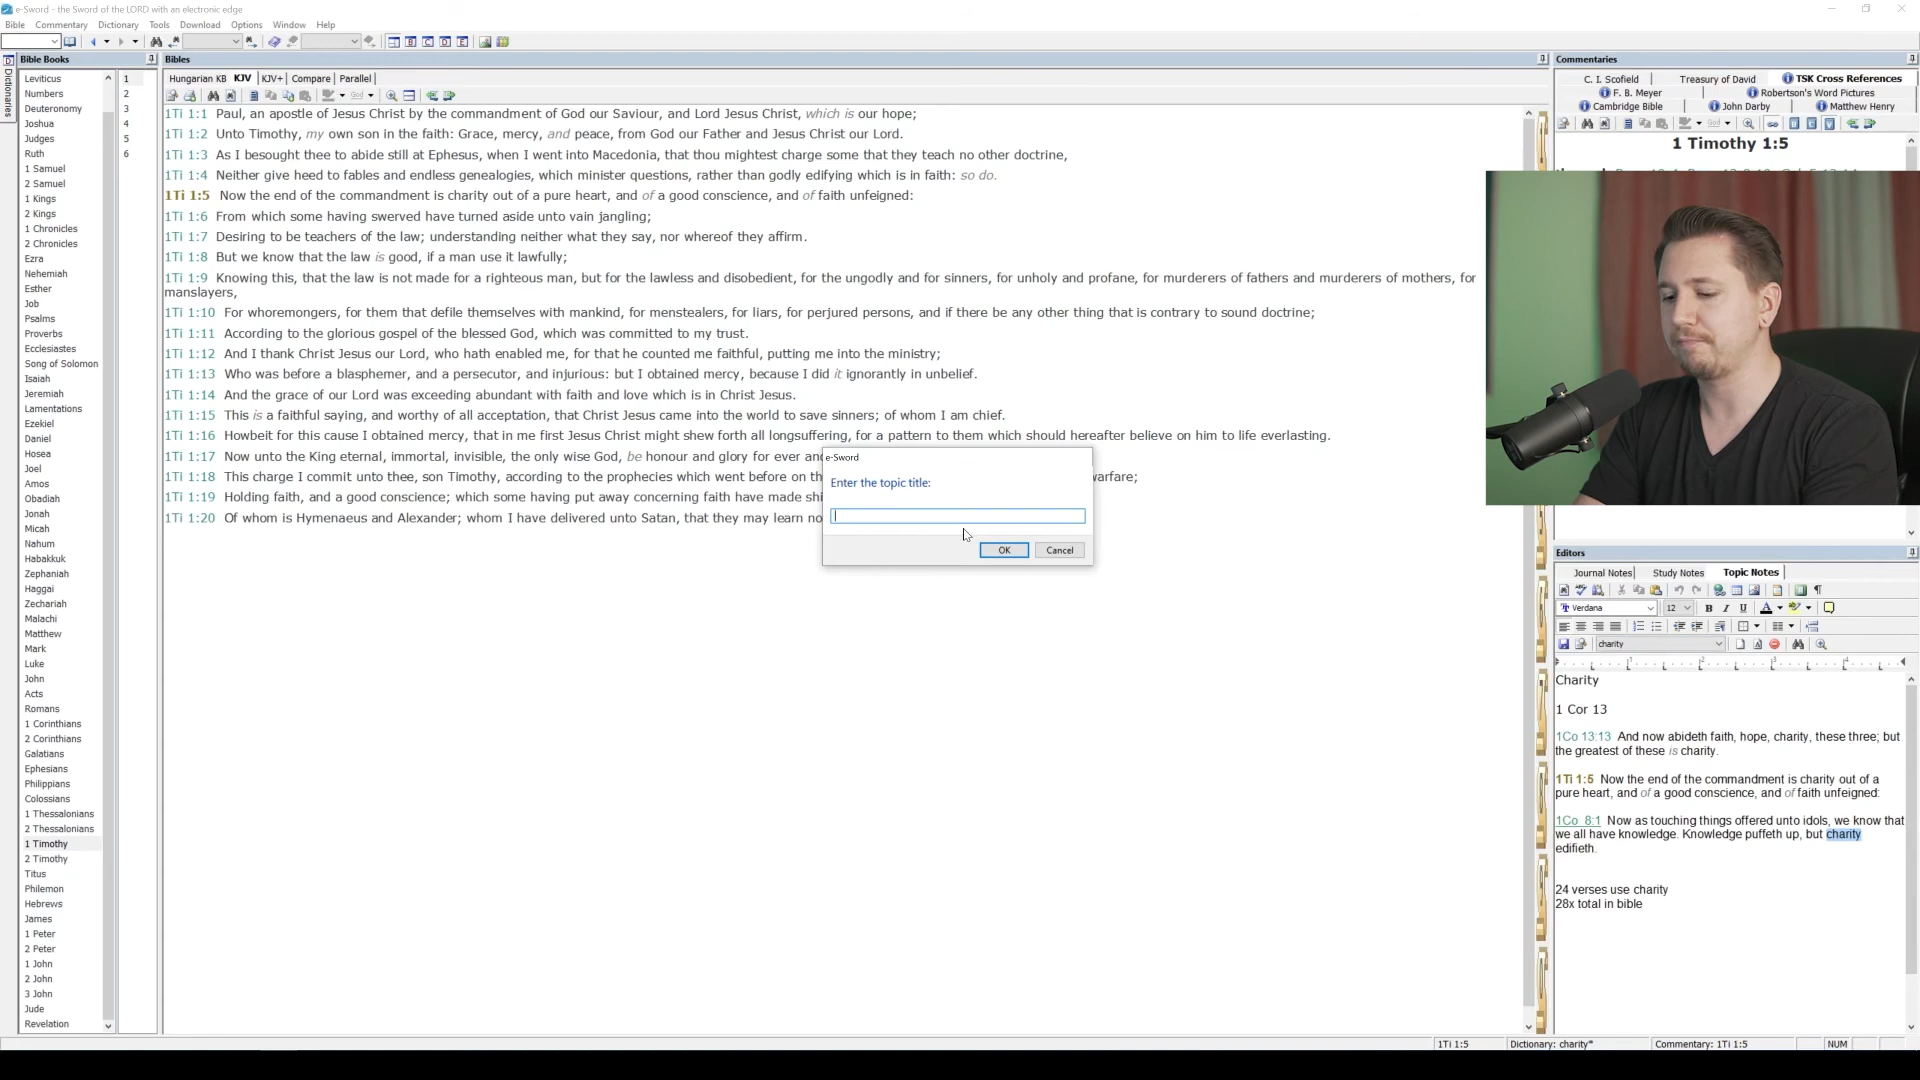 e-Sword - the Sword of the LORD with an electronic edge
Bible Commentary Dictionary Tools Download Options Window Help
Dictionaries
Bible Books
Leviticus
Numbers
Deuteronomy
Joshua
Judges
Ruth
1 Samuel
2 Samuel
1 Kings
2 Kings
1 Chronicles
2 Chronicles
Ezra
Nehemiah
Esther
Job
Psalms
Proverbs
Ecclesiastes
Song of Solomon
Isaiah
Jeremiah
Lamentations
Ezekiel
Daniel
Hosea
Joel
Amos
Obadiah
Jonah
Micah
Nahum
Habakkuk
Zephaniah
Haggai
Zechariah
Malachi
Matthew
Mark
Luke
John
Acts
Romans
1 Corinthians
2 Corinthians
Galatians
Ephesians
Philippians
Colossians
1 Thessalonians
2 Thessalonians
1 Timothy
2 Timothy
Titus
Philemon
Hebrews
James
1 Peter
2 Peter
1 John
2 John
3 John
Jude
Revelation
1
2
3
4
5
6
Bibles
Hungarian KB KJV KJV+ Compare Parallel
1Ti 1:1 Paul, an apostle of Jesus Christ by the commandment of God our Saviour, and Lord Jesus Christ, which is our hope;
1Ti 1:2 Unto Timothy, my own son in the faith: Grace, mercy, and peace, from God our Father and Jesus Christ our Lord.
1Ti 1:3 As I besought thee to abide still at Ephesus, when I went into Macedonia, that thou mightest charge some that they teach no other doctrine,
1Ti 1:4 Neither give heed to fables and endless genealogies, which minister questions, rather than godly edifying which is in faith: so do.
1Ti 1:5 Now the end of the commandment is charity out of a pure heart, and of a good conscience, and of faith unfeigned:
1Ti 1:6 From which some having swerved have turned aside unto vain jangling;
1Ti 1:7 Desiring to be teachers of the law; understanding neither what they say, nor whereof they affirm.
1Ti 1:8 But we know that the law is good, if a man use it lawfully;
1Ti 1:9 Knowing this, that the law is not made for a righteous man, but for the lawless and disobedient, for the ungodly and for sinners, for unholy and profane, for murderers of fathers and murderers of mothers, for
manslayers,
1Ti 1:10 For whoremongers, for them that defile themselves with mankind, for menstealers, for liars, for perjured persons, and if there be any other thing that is contrary to sound doctrine;
1Ti 1:11 According to the glorious gospel of the blessed God, which was committed to my trust.
1Ti 1:12 And I thank Christ Jesus our Lord, who hath enabled me, for that he counted me faithful, putting me into the ministry;
1Ti 1:13 Who was before a blasphemer, and a persecutor, and injurious: but I obtained mercy, because I did it ignorantly in unbelief.
1Ti 1:14 And the grace of our Lord was exceeding abundant with faith and love which is in Christ Jesus.
1Ti 1:15 This is a faithful saying, and worthy of all acceptation, that Christ Jesus came into the world to save sinners; of whom I am chief.
1Ti 1:16 Howbeit for this cause I obtained mercy, that in me first Jesus Christ might shew forth all longsuffering, for a pattern to them which should hereafter believe on him to life everlasting.
1Ti 1:17 Now unto the King eternal, immortal, invisible, the only wise God, be honour and glory for ever an
1Ti 1:18 This charge I commit unto thee, son Timothy, according to the prophecies which went before on th warfare;
1Ti 1:19 Holding faith, and a good conscience; which some having put away concerning faith have made shi
1Ti 1:20 Of whom is Hymenaeus and Alexander; whom I have delivered unto Satan, that they may learn no
e-Sword
Enter the topic title:
OK Cancel
Commentaries
C. I. Scofield Treasury of David TSK Cross References
F. B. Meyer Robertson's Word Pictures
Cambridge Bible John Darby Matthew Henry
1 Timothy 1:5
Editors
Journal Notes Study Notes Topic Notes
Verdana 12 B I U A
charity
1 2 3 4
Charity
1 Cor 13
1Co 13:13 And now abideth faith, hope, charity, these three; but
the greatest of these is charity.
1Ti 1:5 Now the end of the commandment is charity out of a
pure heart, and of a good conscience, and of faith unfeigned:
1Co 8:1 Now as touching things offered unto idols, we know that
we all have knowledge. Knowledge puffeth up, but charity
edifieth.
24 verses use charity
28x total in bible
1Ti 1:5 Dictionary: charity* Commentary: 1Ti 1:5 NUM